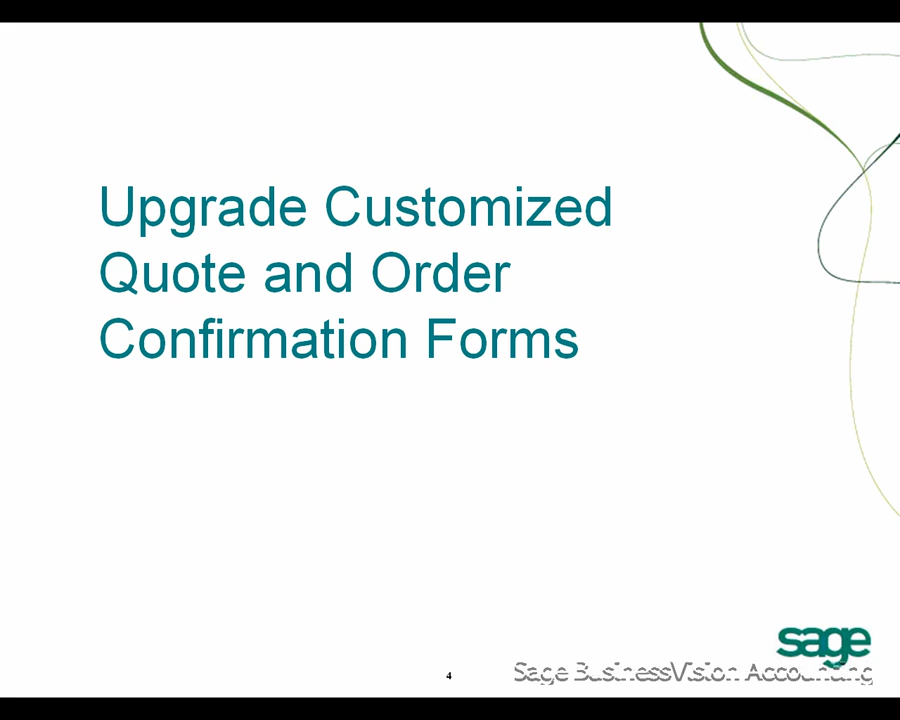 Upgrade Customized
Quote and Order
Confirmation Forms
sage
4
Sage BusinessVision Accounting